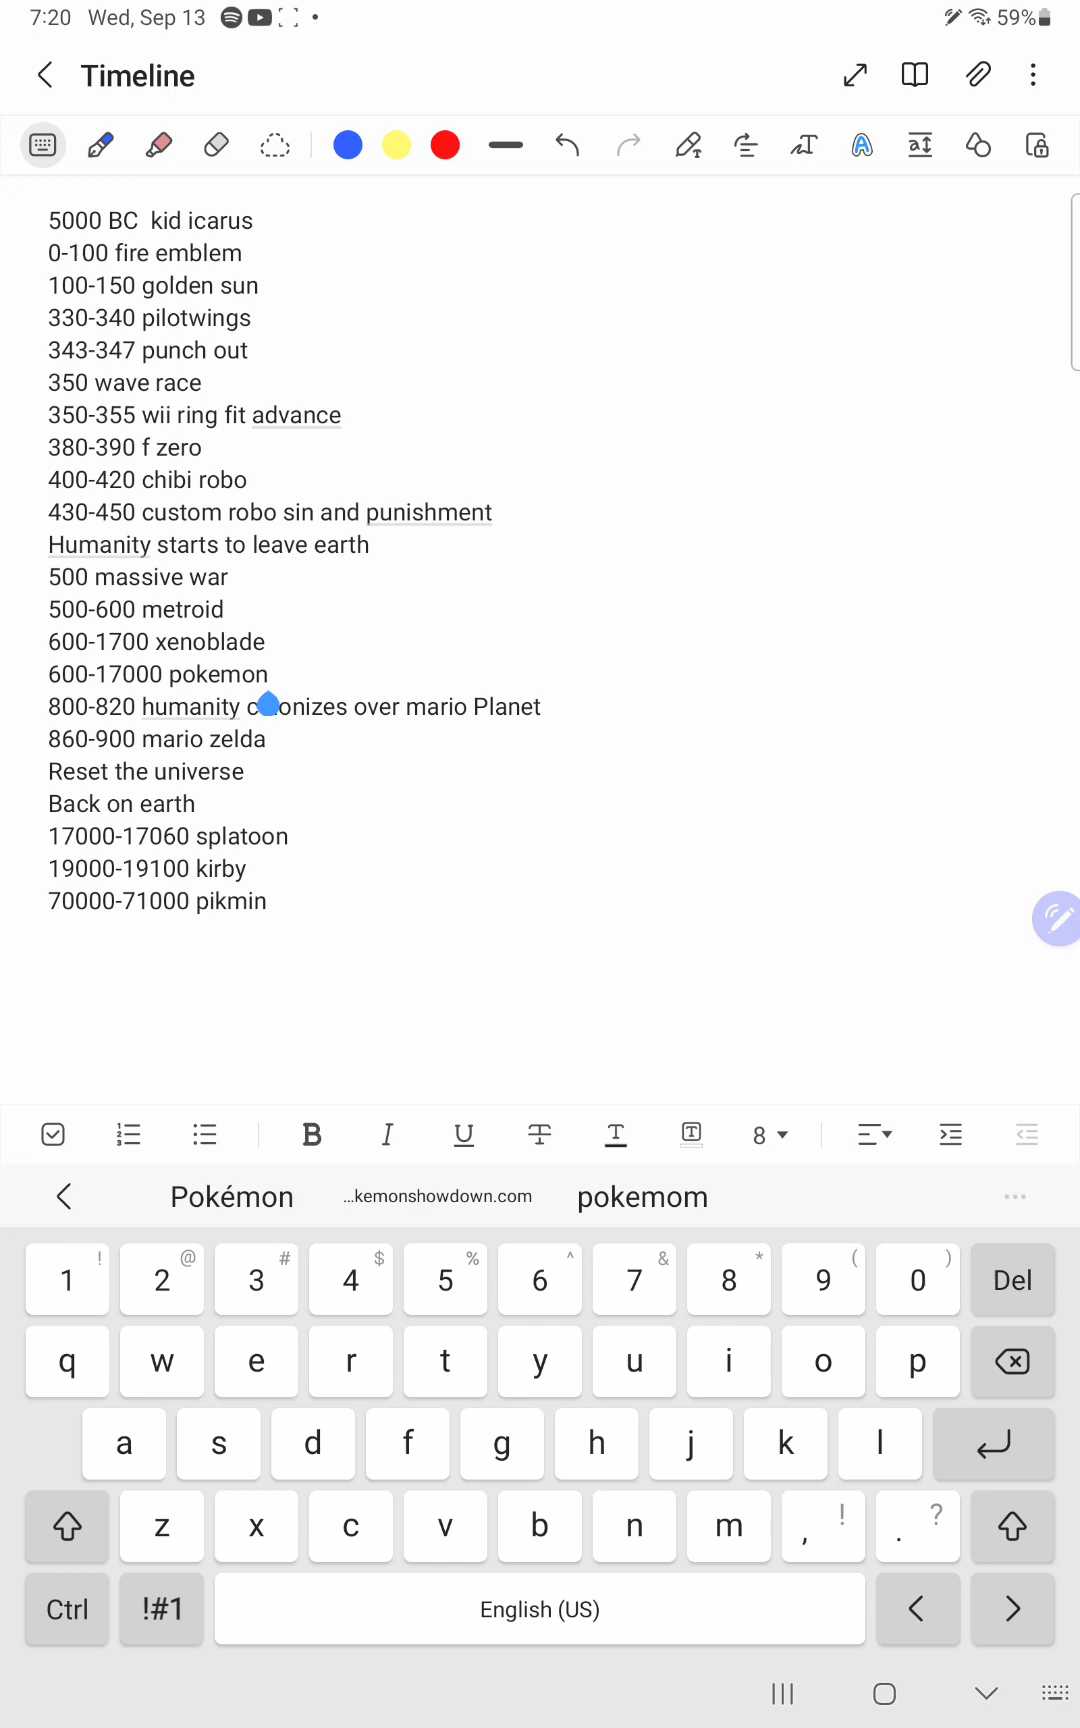 7:20 Wed, Sep 13 59%
Timeline
5000 BC  kid icarus
0-100 fire emblem
100-150 golden sun
330-340 pilotwings
343-347 punch out
350 wave race
350-355 wii ring fit advance
380-390 f zero
400-420 chibi robo
430-450 custom robo sin and punishment
Humanity starts to leave earth
500 massive war
500-600 metroid
600-1700 xenoblade
600-17000 pokemon
800-820 humanity colonizes over mario Planet
860-900 mario zelda
Reset the universe
Back on earth
17000-17060 splatoon
19000-19100 kirby
70000-71000 pikmin
B I U T T T 8
Pokémon ...kemonshowdown.com pokemom
! @ # $ % ^ & * ( )
1 2 3 4 5 6 7 8 9 0 Del
q w e r t y u i o p
a s d f g h j k l
z x c v b n m , ! . ?
Ctrl !#1 English (US) < >